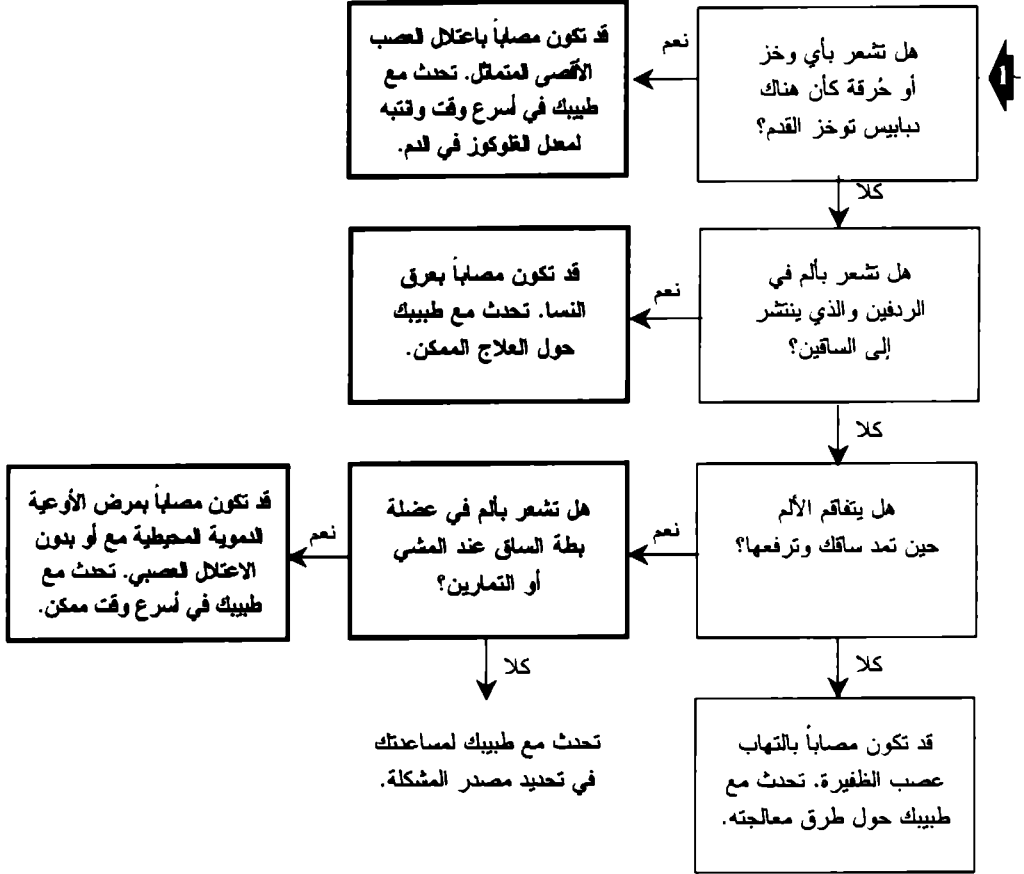 1
هل تشعر بأي وخز
أو حُرقة كأن هناك
دبابيس توخز القدم؟
نعم
قد تكون مصاباً باعتلال العصب
الأقصى المتماثل. تحدث مع
طبيبك في أسرع وقت وانتبه
لمعدل الغلوكوز في الدم.
كلا
هل تشعر بألم في
الردفين والذي ينتشر
إلى الساقين؟
نعم
قد تكون مصاباً بعرق
النسا. تحدث مع طبيبك
حول العلاج الممكن.
كلا
هل يتفاقم الألم
حين تمد ساقك وترفعها؟
نعم
هل تشعر بألم في عضلة
بطة الساق عند المشي
أو التمارين؟
نعم
قد تكون مصاباً بمرض الأوعية
الدموية المحيطية مع أو بدون
الاعتلال العصبي. تحدث مع
طبيبك في أسرع وقت ممكن.
كلا
تحدث مع طبيبك لمساعدتك
في تحديد مصدر المشكلة.
كلا
قد تكون مصاباً بالتهاب
عصب الظفيرة. تحدث مع
طبيبك حول طرق معالجته.